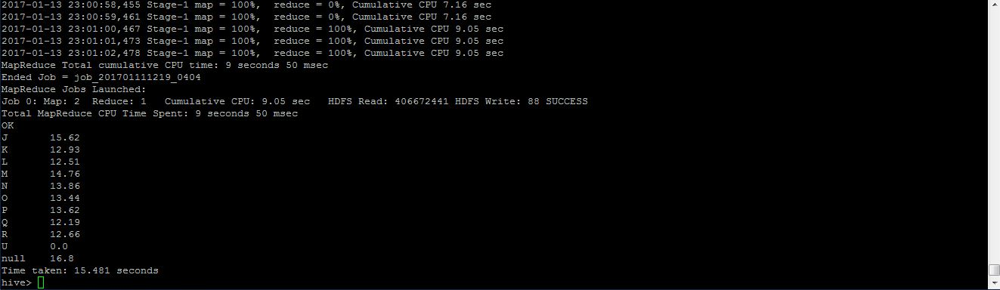 2017-01-13 23:00:58,455 Stage-1 map = 100%,  reduce = 0%, Cumulative CPU 7.16 sec
2017-01-13 23:00:59,461 Stage-1 map = 100%,  reduce = 0%, Cumulative CPU 7.16 sec
2017-01-13 23:01:00,467 Stage-1 map = 100%,  reduce = 100%, Cumulative CPU 9.05 sec
2017-01-13 23:01:01,473 Stage-1 map = 100%,  reduce = 100%, Cumulative CPU 9.05 sec
2017-01-13 23:01:02,478 Stage-1 map = 100%,  reduce = 100%, Cumulative CPU 9.05 sec
MapReduce Total cumulative CPU time: 9 seconds 50 msec
Ended Job = job_201701111219_0404
MapReduce Jobs Launched:
Job 0: Map: 2  Reduce: 1   Cumulative CPU: 9.05 sec   HDFS Read: 406672441 HDFS Write: 88 SUCCESS
Total MapReduce CPU Time Spent: 9 seconds 50 msec
OK
J       15.62
K       12.93
L       12.51
M       14.76
N       13.86
O       13.44
P       13.62
Q       12.19
R       12.66
U       0.0
null    16.8
Time taken: 15.481 seconds
hive>